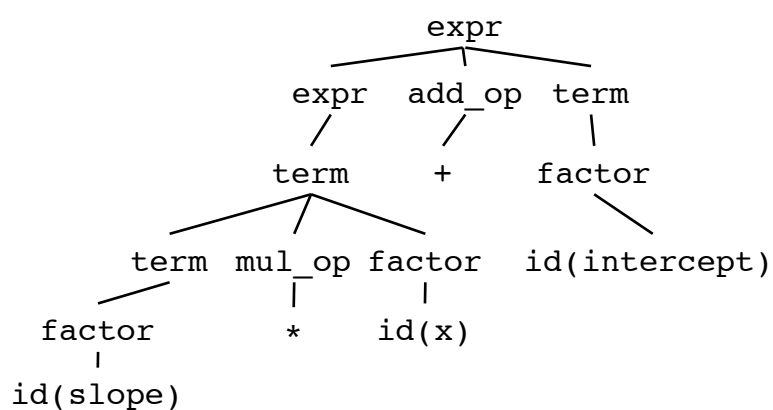 expr
expr add_op term
term + factor
term mul_op factor id(intercept)
factor * id(x)
id(slope)